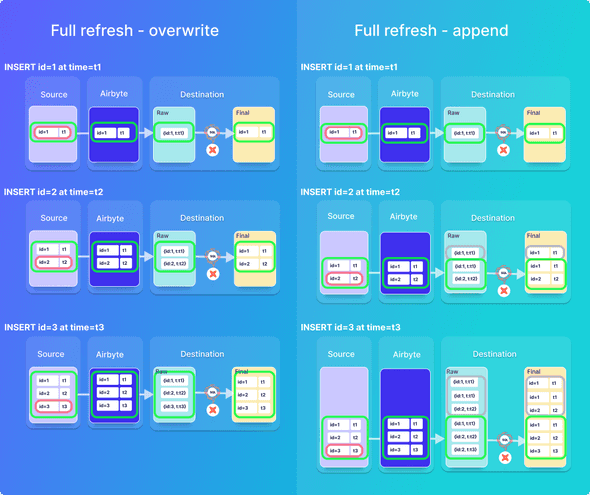 Full refresh - overwrite
INSERT id=1 at time=t1
Source
Airbyte
Destination
Raw
Final
id=1 t1
id=1 t1
{id:1, t:t1}
id=1 t1
INSERT id=2 at time=t2
Source
Airbyte
Destination
Raw
Final
id=1 t1
id=2 t2
id=1 t1
id=2 t2
{id:1, t:t1}
{id:2, t:t2}
id=1 t1
id=2 t2
INSERT id=3 at time=t3
Source
Airbyte
Destination
Raw
Final
id=1 t1
id=2 t2
id=3 t3
id=1 t1
id=2 t2
id=3 t3
{id:1, t:t1}
{id:2, t:t2}
{id:3, t:t3}
id=1 t1
id=2 t2
id=3 t3
Full refresh - append
INSERT id=1 at time=t1
Source
Airbyte
Destination
Raw
Final
id=1 t1
id=1 t1
{id:1, t:t1}
id=1 t1
INSERT id=2 at time=t2
Source
Airbyte
Destination
Raw
Final
id=1 t1
id=2 t2
id=1 t1
id=2 t2
{id:1, t:t1}
{id:1, t:t1}
{id:2, t:t2}
id=1 t1
id=1 t1
id=2 t2
INSERT id=3 at time=t3
Source
Airbyte
Destination
Raw
Final
id=1 t1
id=2 t2
id=3 t3
id=1 t1
id=2 t2
id=3 t3
{id:1, t:t1}
{id:1, t:t1}
{id:2, t:t2}
{id:1, t:t1}
{id:2, t:t2}
{id:3, t:t3}
id=1 t1
id=1 t1
id=2 t2
id=1 t1
id=2 t2
id=3 t3